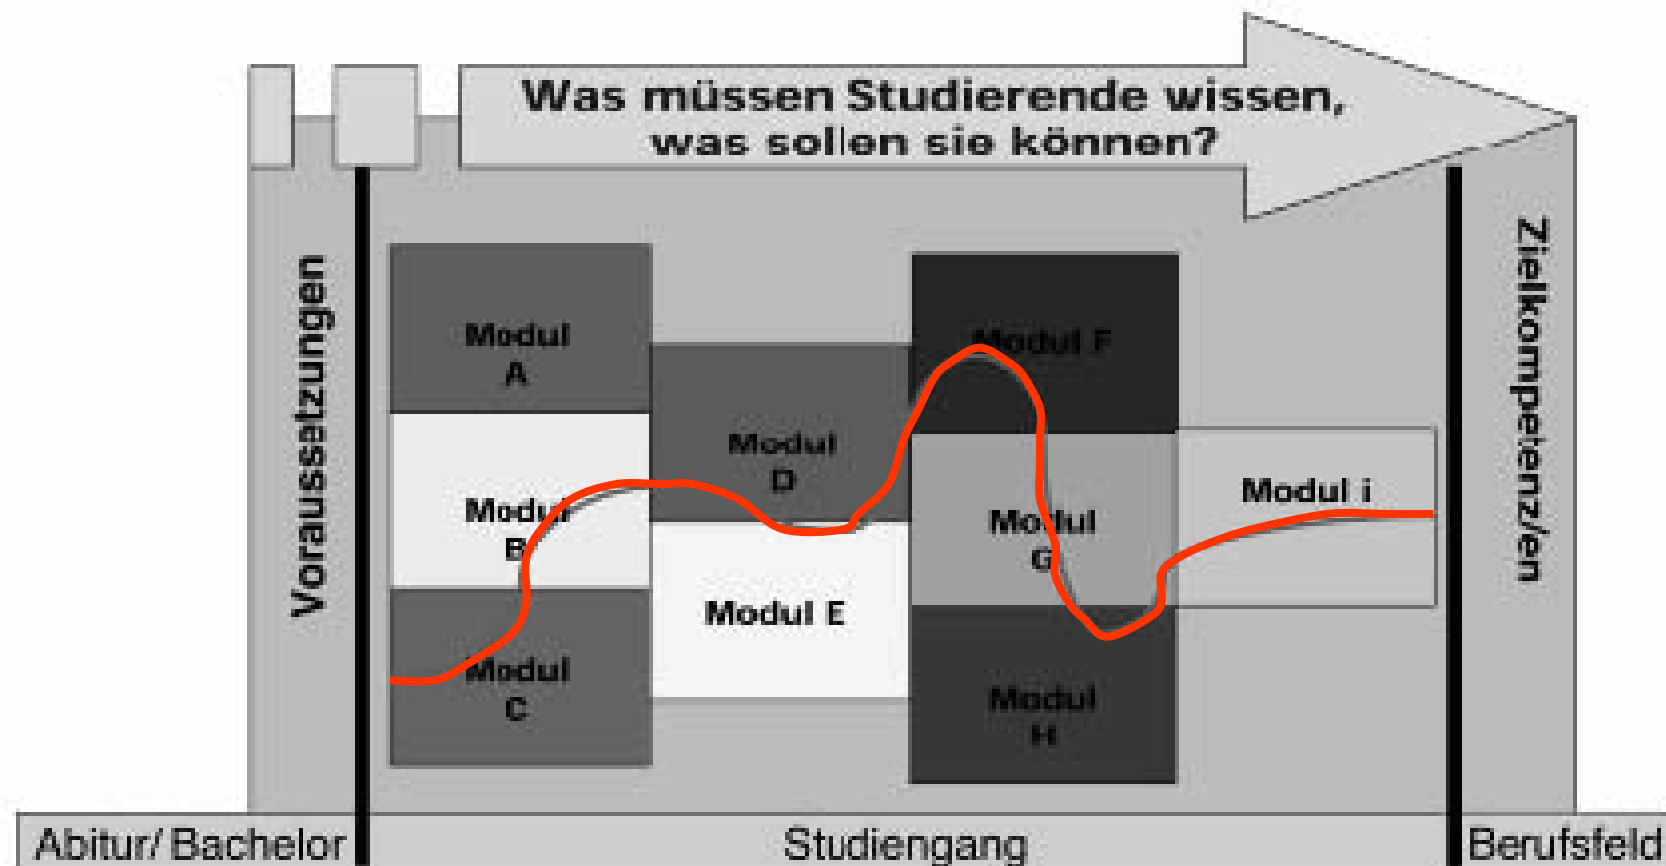 Was müssen Studierende wissen,
was sollen sie können?
Voraussetzungen
Modul
A
Modul
B
Modul
C
Modul
D
Modul E
Modul F
Modul
G
Modul
H
Modul i
Zielkompetenz/en
Abitur/Bachelor
Studiengang
Berufsfeld